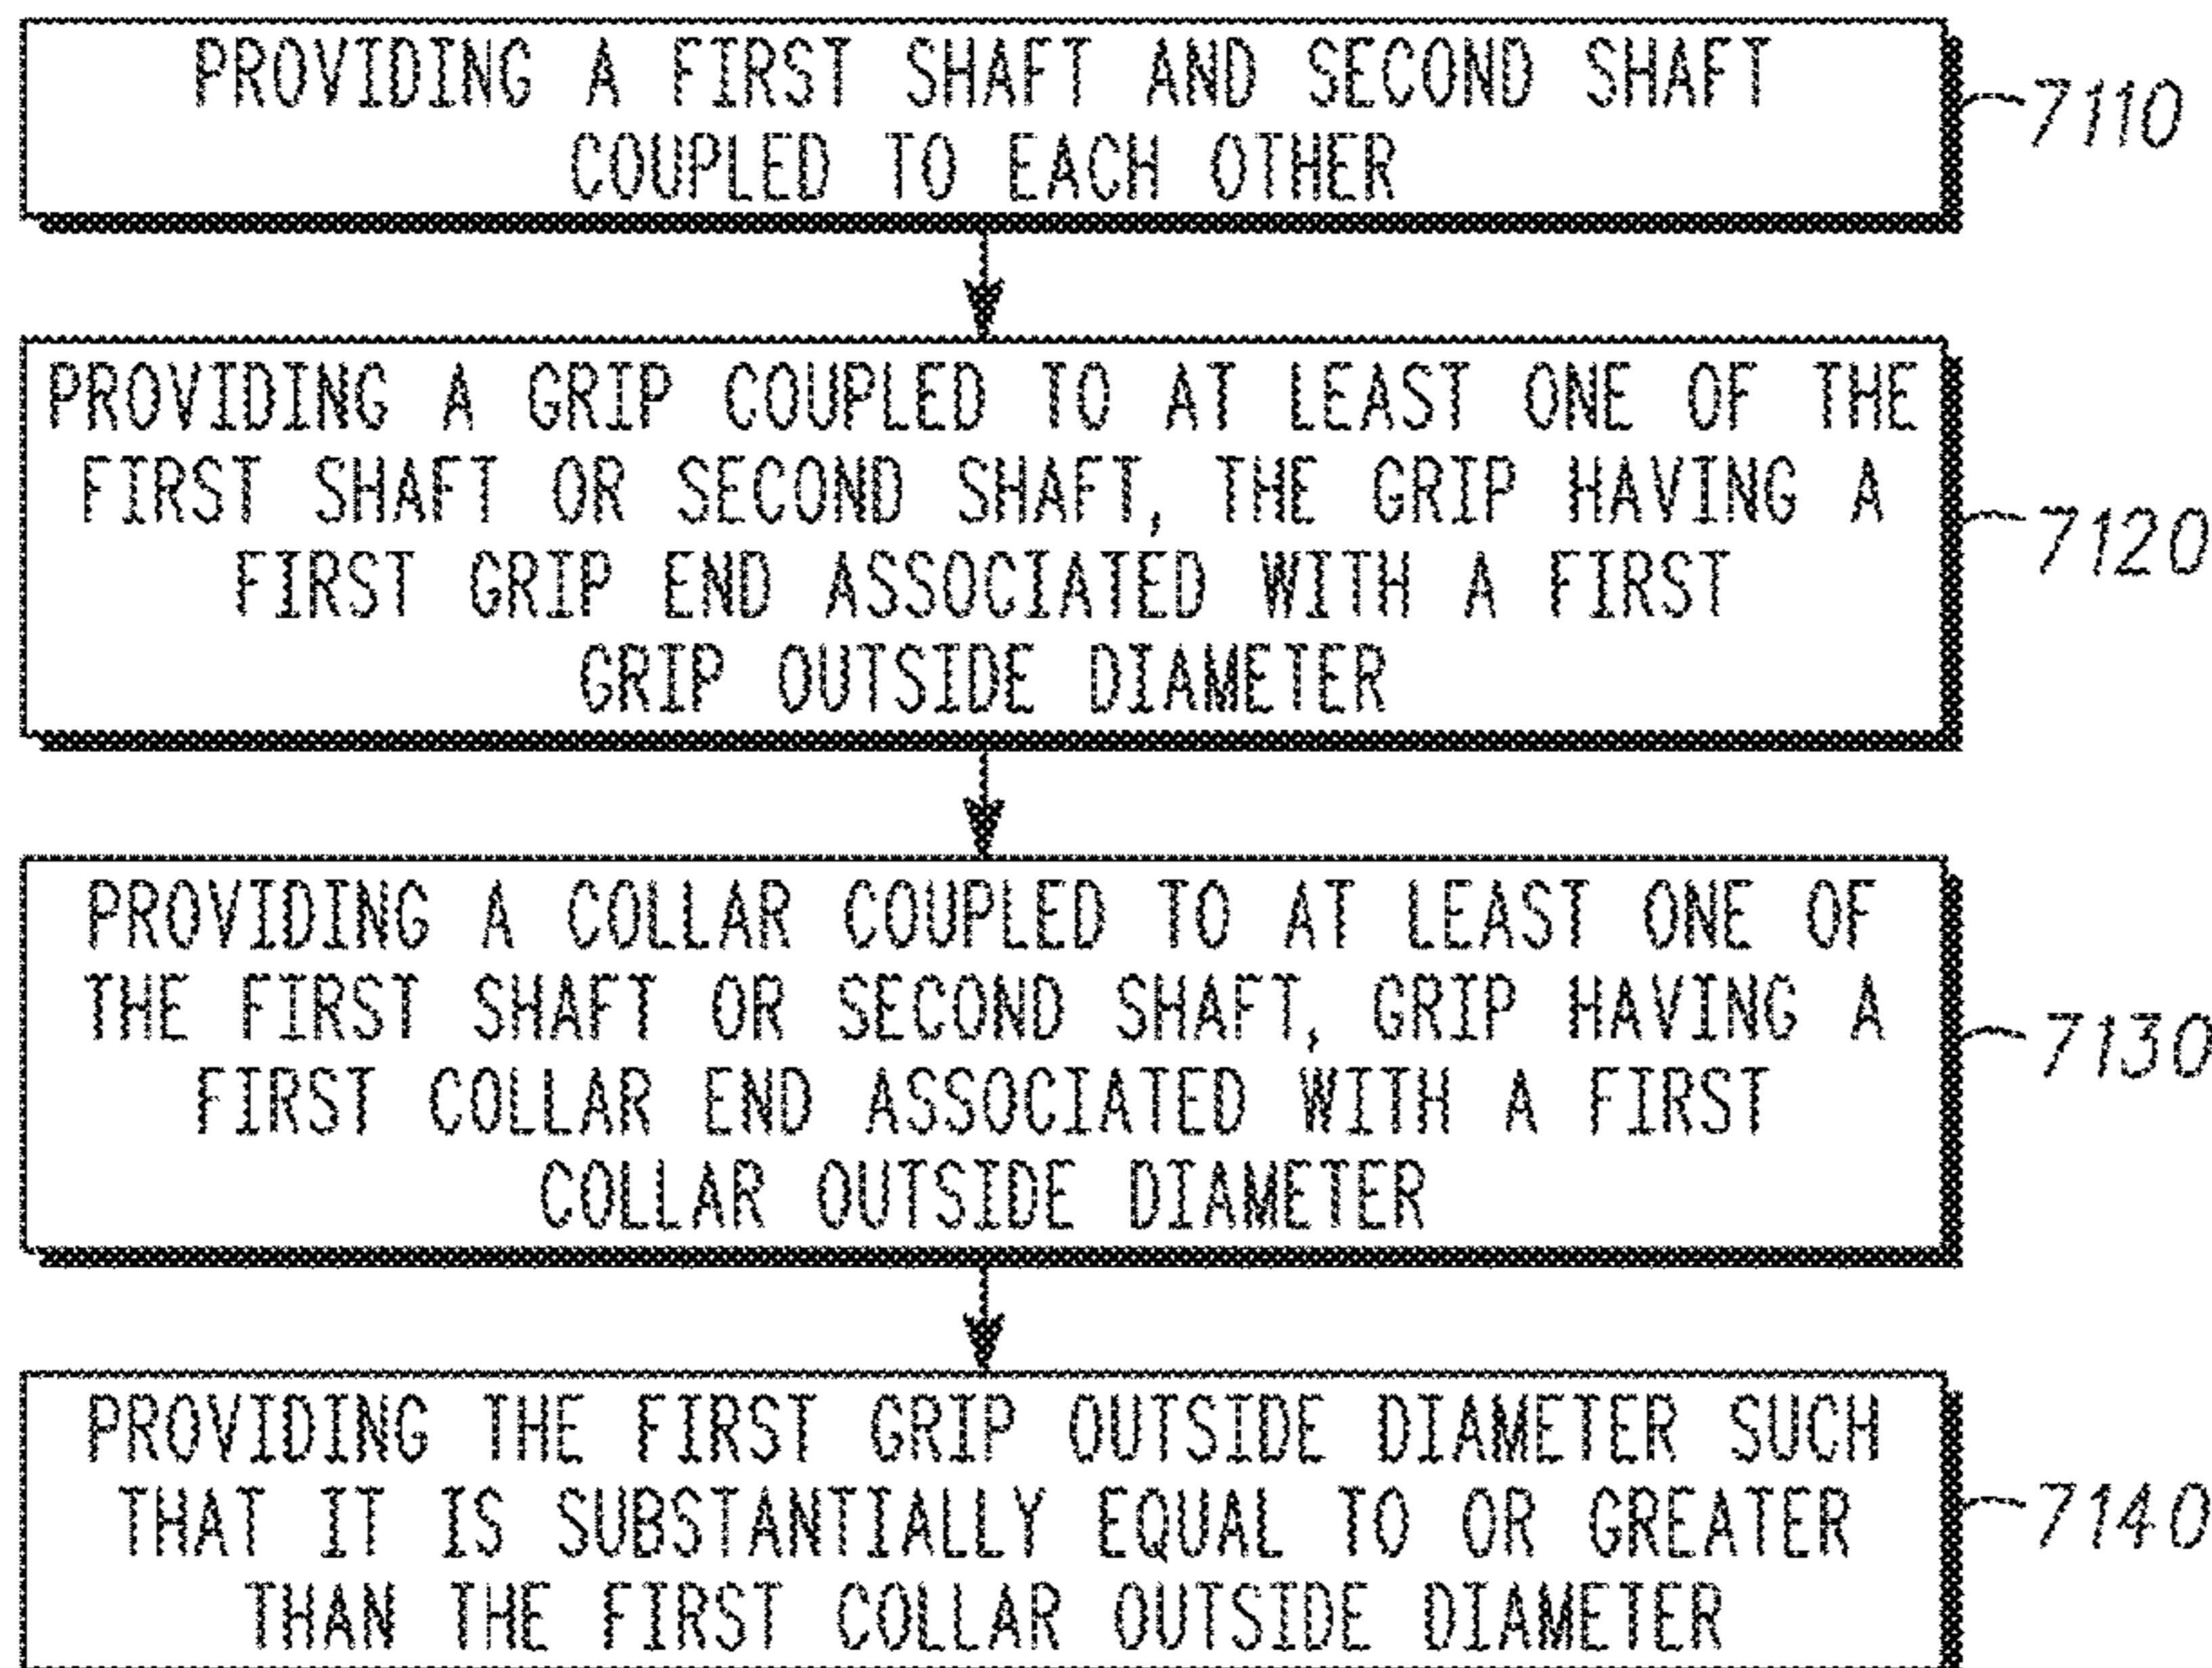 PROVIDING A FIRST SHAFT AND SECOND SHAFT
COUPLED TO EACH OTHER
7110
PROVIDING A GRIP COUPLED TO AT LEAST ONE OF THE
FIRST SHAFT OR SECOND SHAFT, THE GRIP HAVING A
FIRST GRIP END ASSOCIATED WITH A FIRST
GRIP OUTSIDE DIAMETER
7120
PROVIDING A COLLAR COUPLED TO AT LEAST ONE OF
THE FIRST SHAFT OR SECOND SHAFT, GRIP HAVING A
FIRST COLLAR END ASSOCIATED WITH A FIRST
COLLAR OUTSIDE DIAMETER
7130
PROVIDING THE FIRST GRIP OUTSIDE DIAMETER SUCH
THAT IT IS SUBSTANTIALLY EQUAL TO OR GREATER
THAN THE FIRST COLLAR OUTSIDE DIAMETER
7140